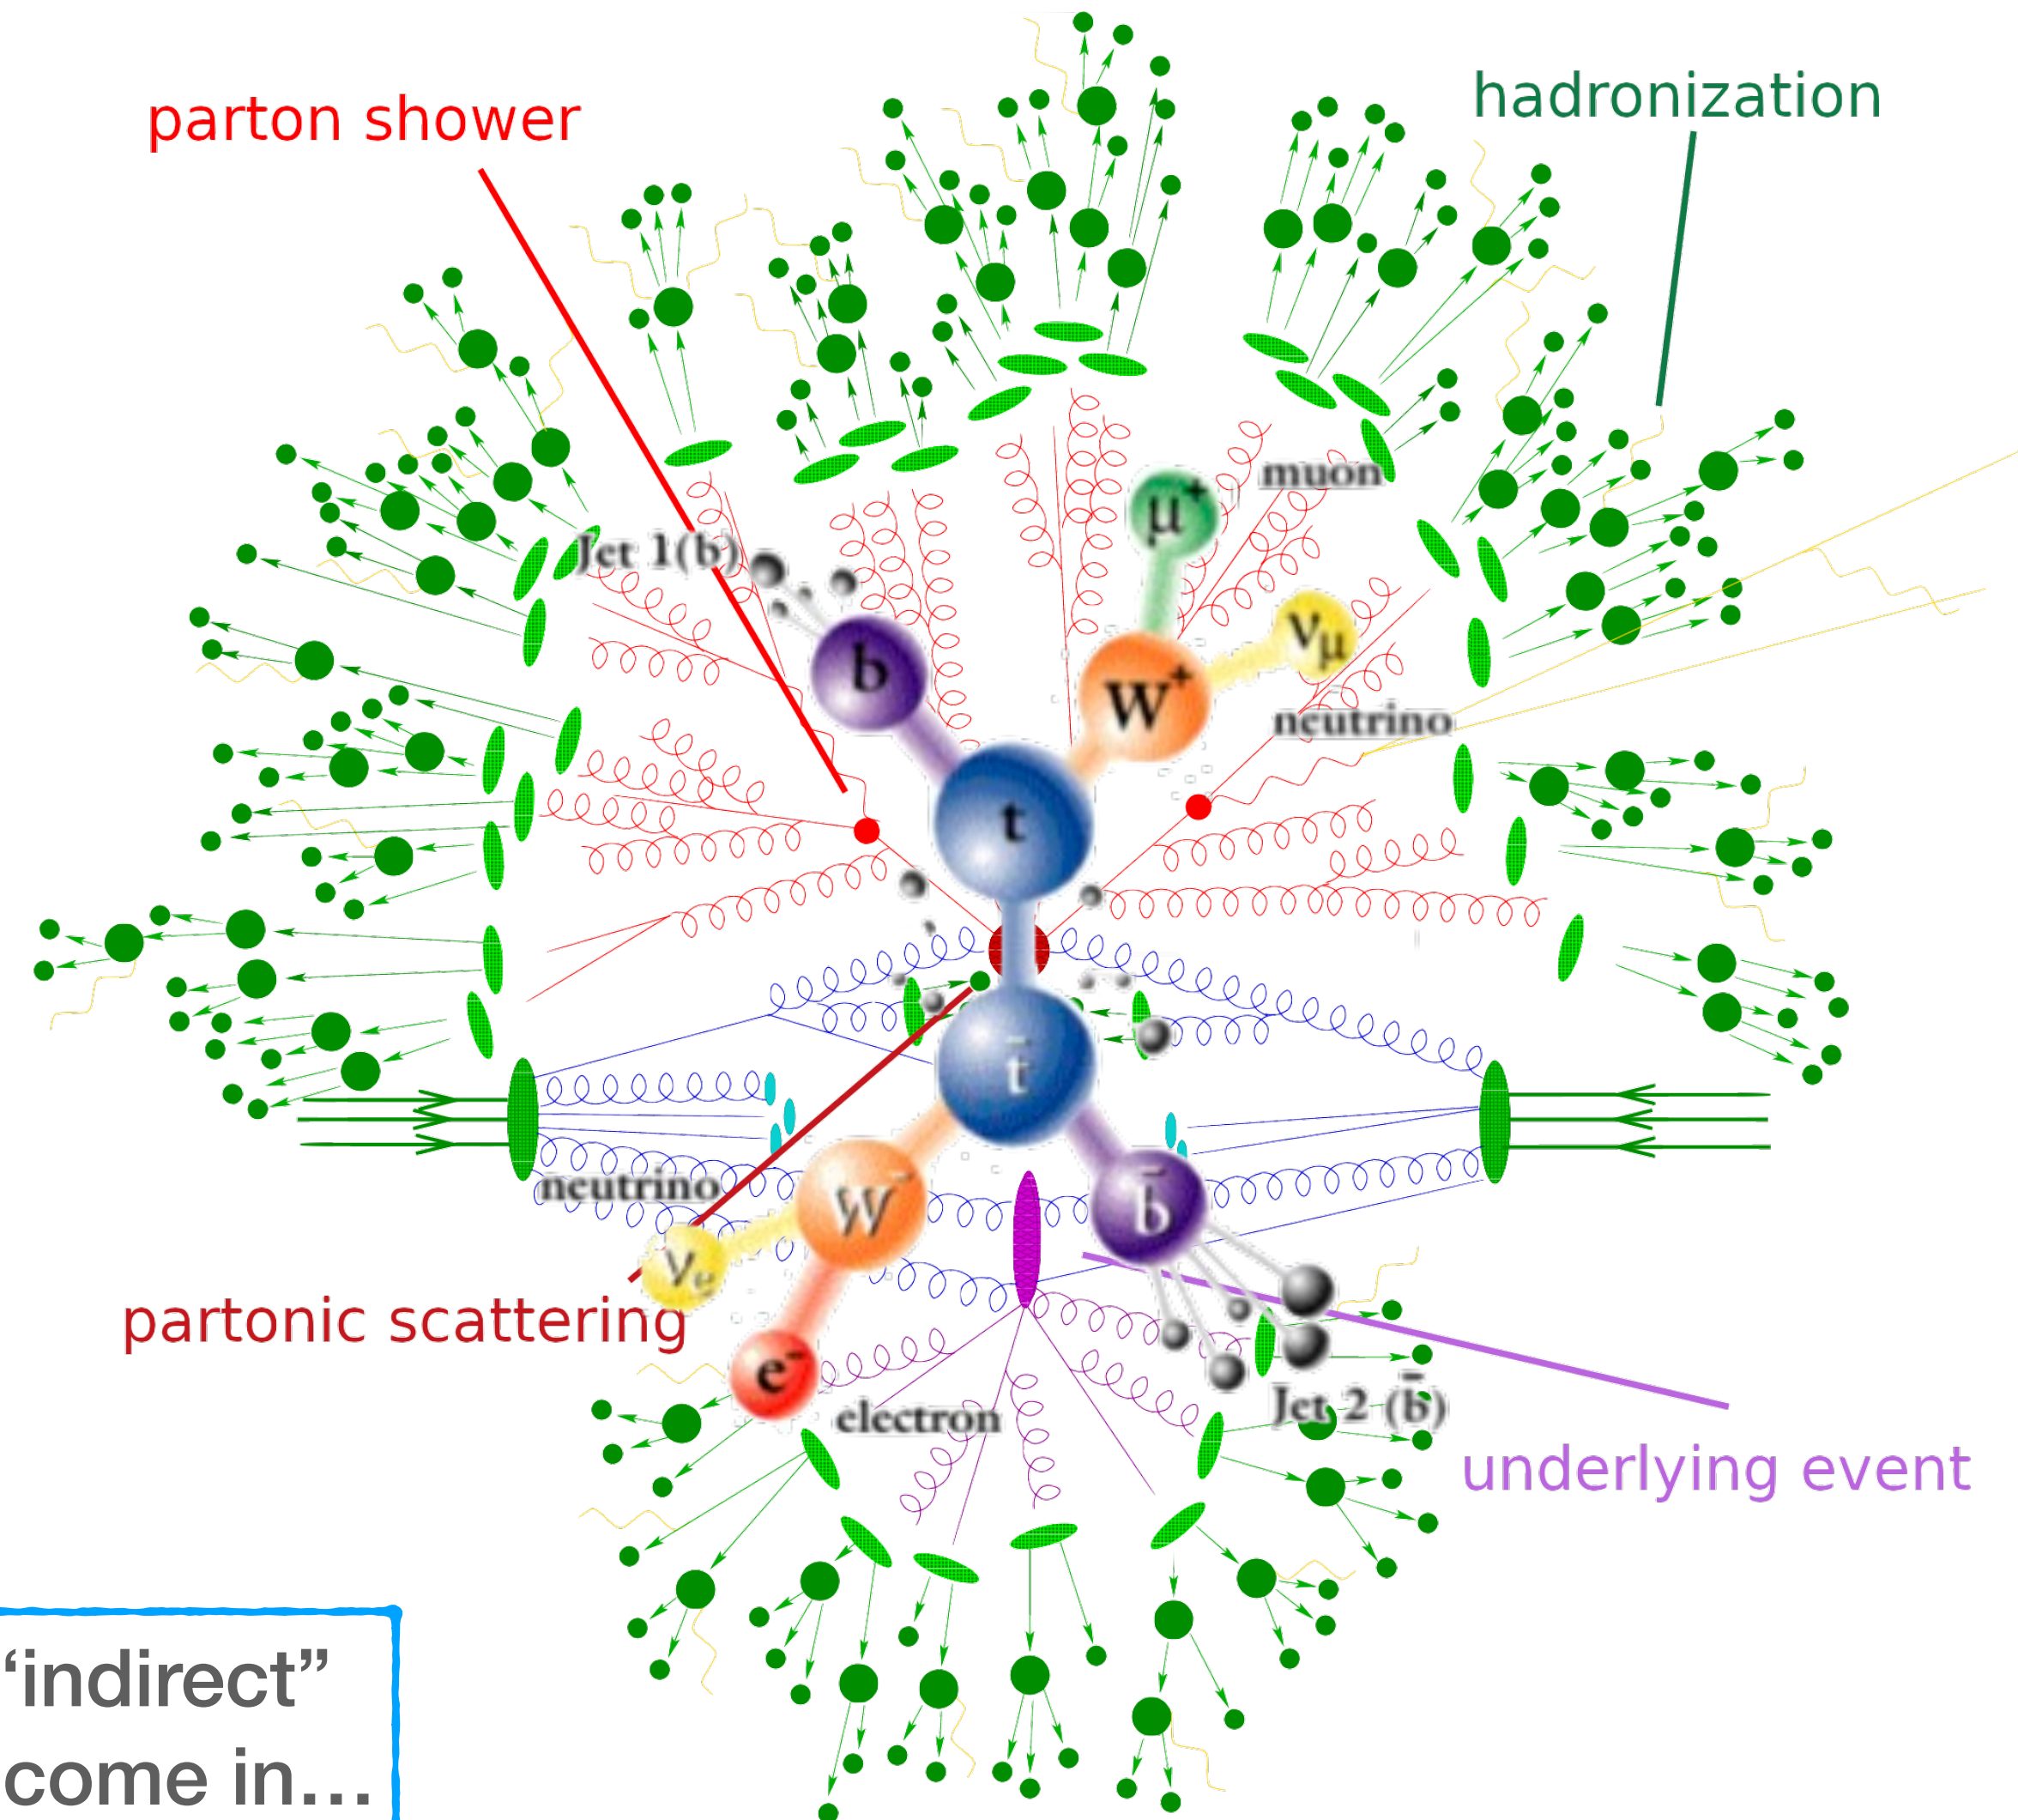 hadronization
parton shower
muon
μ⁺
Jet 1(b)
νμ
b
W⁺
neutrino
t
t̄
neutrino
W⁻
b̄
νe
partonic scattering
e⁻
electron
Jet 2 (b̄)
underlying event
‘indirect”
come in...